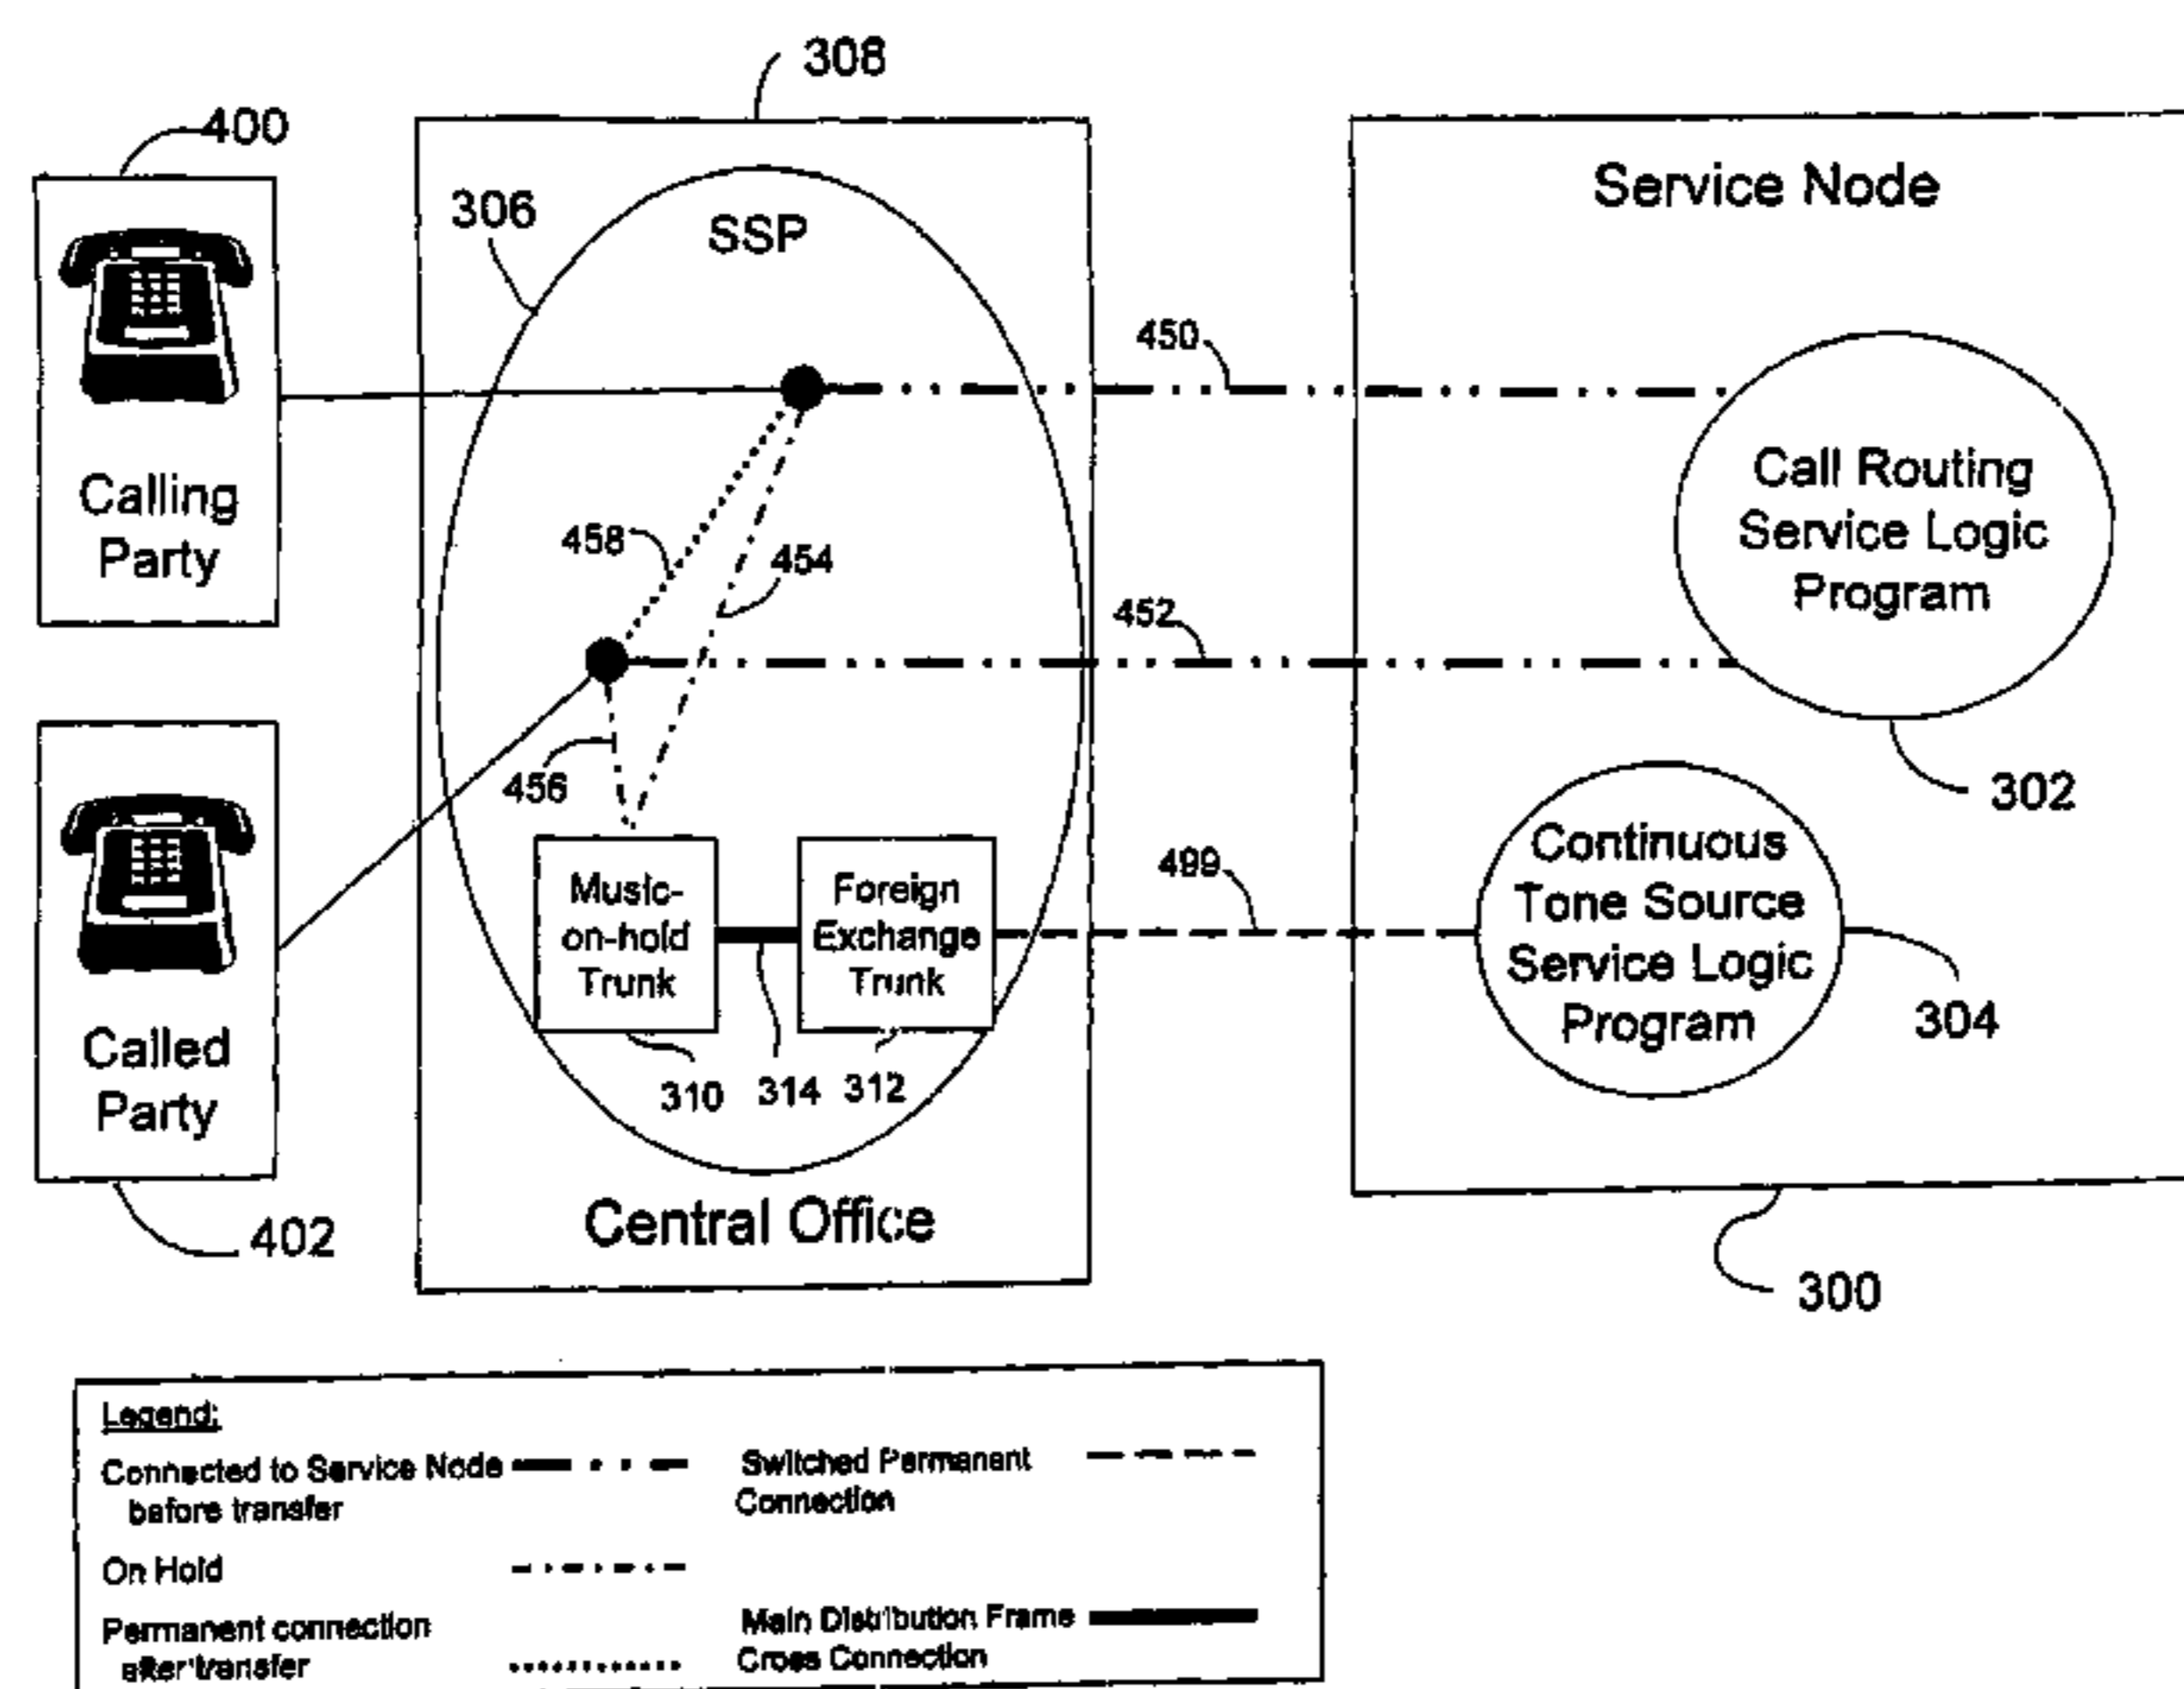 308
400
306
SSP
Service Node
450
Calling
Party
458
454
452
Call Routing
Service Logic
Program
302
456
Music-
on-hold
Trunk
Foreign
Exchange
Trunk
499
Continuous
Tone Source
Service Logic
Program
304
310
314
312
Called
Party
402
Central Office
300
Legend:
Connected to Service Node
before transfer
On Hold
Permanent connection
after transfer
Switched Permanent
Connection
Main Distribution Frame
Cross Connection